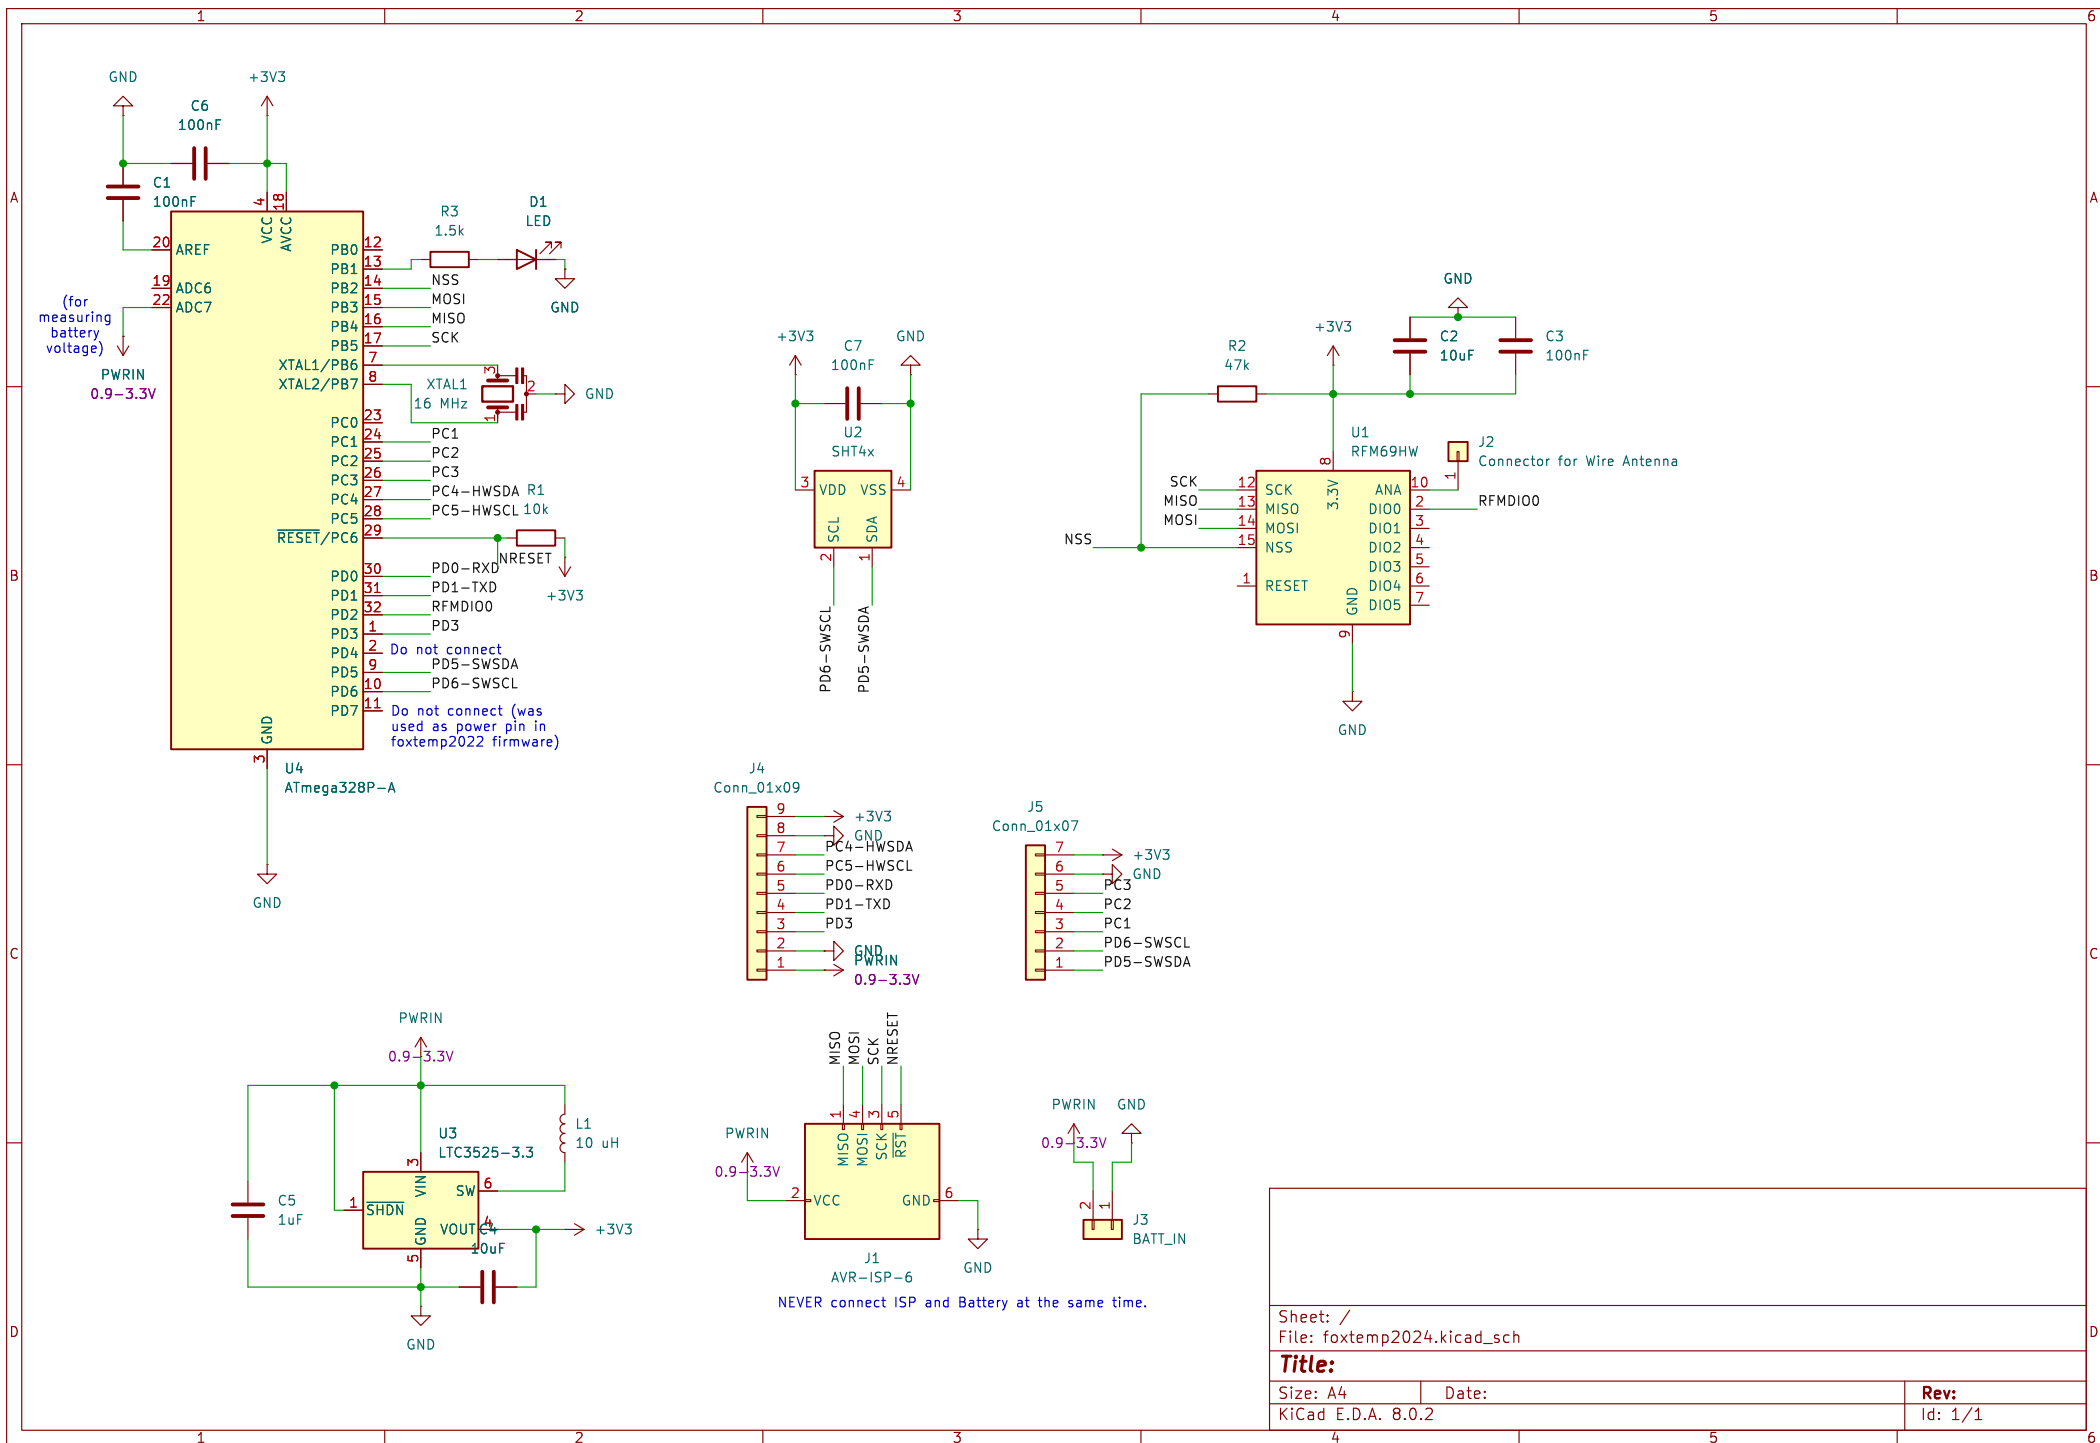 1 2 3 4 5 6
A
B
C
D
A
B
C
D
1 2 3 4 5 6
GND
+3V3
C6
100nF
C1
100nF
4
18
VCC
AVCC
20 AREF
19 ADC6
22 ADC7
(for
measuring
battery
voltage)
PWRIN
0.9-3.3V
PB0 12
PB1 13
PB2 14 NSS
PB3 15 MOSI
PB4 16 MISO
PB5 17 SCK
XTAL1/PB6 7
XTAL2/PB7 8
PC0 23
PC1 24 PC1
PC2 25 PC2
PC3 26 PC3
PC4 27 PC4-HWSDA
PC5 28 PC5-HWSCL
RESET/PC6 29
PD0 30 PD0-RXD
PD1 31 PD1-TXD
PD2 32 RFMDIO0
PD3 1 PD3
PD4 2 Do not connect
PD5 9 PD5-SWSDA
PD6 10 PD6-SWSCL
PD7 11 Do not connect (was
used as power pin in
foxtemp2022 firmware)
GND
3
U4
ATmega328P-A
GND
R3
1.5k
D1
LED
GND
XTAL1
16 MHz
3
2
1
GND
R1
10k
NRESET
+3V3
+3V3
C7
100nF
GND
U2
SHT4x
3 VDD
VSS 4
SCL
SDA
2
1
PD6-SWSCL
PD5-SWSDA
GND
C2
10uF
C3
100nF
+3V3
R2
47k
U1
RFM69HW
J2
Connector for Wire Antenna
1
8
3.3V
SCK 12 SCK
MISO 13 MISO
MOSI 14 MOSI
NSS 15 NSS
1 RESET
ANA 10
DIO0 2 RFMDIO0
DIO1 3
DIO2 4
DIO3 5
DIO4 6
DIO5 7
GND
9
GND
J4
Conn_01x09
9 +3V3
8 GND
7 PC4-HWSDA
6 PC5-HWSCL
5 PD0-RXD
4 PD1-TXD
3 PD3
2 GND
1 PWRIN
0.9-3.3V
J5
Conn_01x07
7 +3V3
6 GND
5 PC3
4 PC2
3 PC1
2 PD6-SWSCL
1 PD5-SWSDA
PWRIN
0.9-3.3V
L1
10 uH
U3
LTC3525-3.3
3
VIN
SW 6
1 SHDN
VOUT 4
GND
5
C5
1uF
C4
10uF
+3V3
GND
MISO
MOSI
SCK
NRESET
1
4
3
5
MISO
MOSI
SCK
RST
PWRIN
0.9-3.3V
2 VCC
GND 6
GND
J1
AVR-ISP-6
NEVER connect ISP and Battery at the same time.
PWRIN
0.9-3.3V
GND
2
1
J3
BATT_IN
Sheet: /
File: foxtemp2024.kicad_sch
Title:
Size: A4 Date: Rev:
KiCad E.D.A. 8.0.2 Id: 1/1